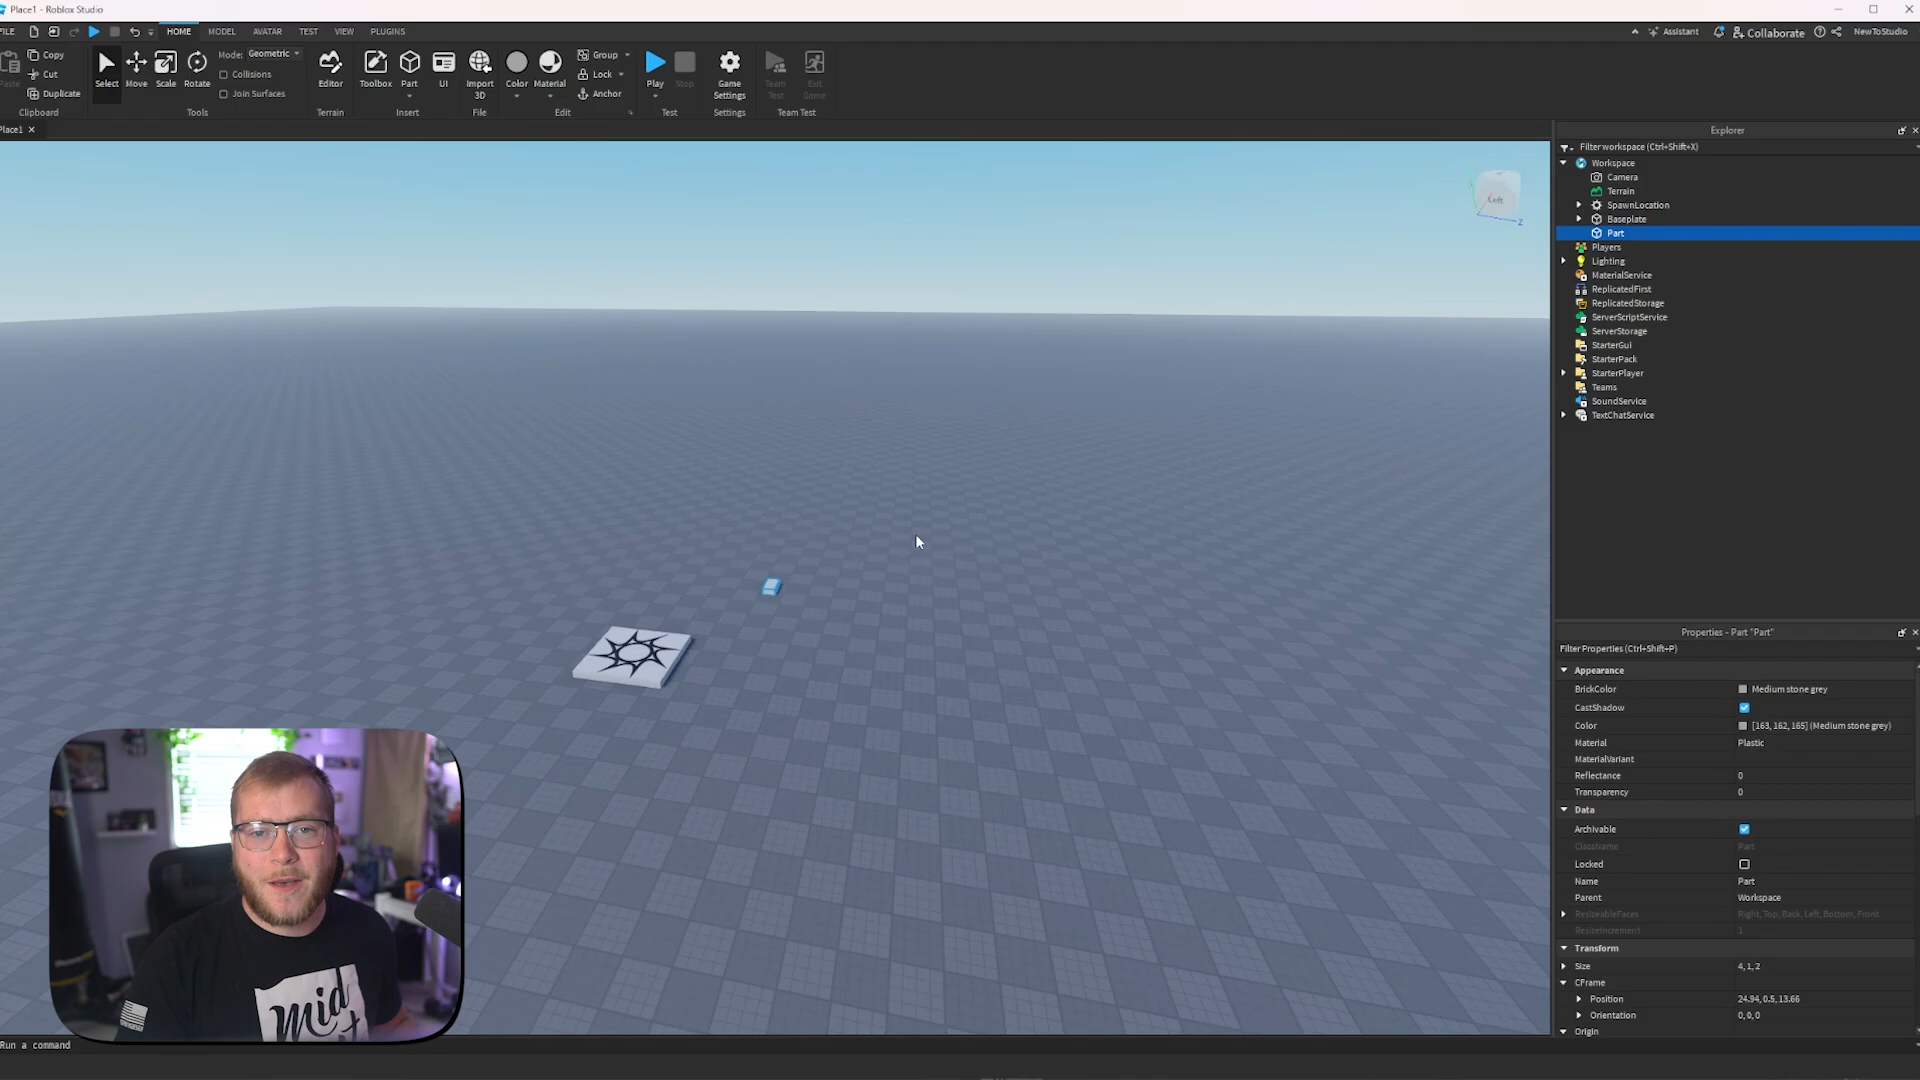 Place1 - Roblox Studio
FILE HOME MODEL AVATAR TEST VIEW PLUGINS
Assistant Collaborate NewToStudio
Paste Copy Cut Duplicate
Select Move Scale Rotate
Mode: Geometric
Collisions
Join Surfaces
Editor Toolbox Part UI Import 3D Color Material
Group
Lock
Anchor
Play Stop Game Settings Team Test Exit Game
Clipboard Tools Terrain Insert File Edit Test Settings Team Test
Place1
Left
Z
Explorer
Filter workspace (Ctrl+Shift+X)
Workspace
Camera
Terrain
SpawnLocation
Baseplate
Part
Players
Lighting
MaterialService
ReplicatedFirst
ReplicatedStorage
ServerScriptService
ServerStorage
StarterGui
StarterPack
StarterPlayer
Teams
SoundService
TextChatService
Properties - Part "Part"
Filter Properties (Ctrl+Shift+P)
Appearance
BrickColor Medium stone grey
CastShadow
Color [163, 162, 165] (Medium stone grey)
Material Plastic
MaterialVariant
Reflectance 0
Transparency 0
Data
Archivable
ClassName Part
Locked
Name Part
Parent Workspace
ResizeableFaces Right, Top, Back, Left, Bottom, Front
ResizeIncrement 1
Transform
Size 4, 1, 2
CFrame
Position 24.94, 0.5, 13.66
Orientation 0, 0, 0
Origin
Mid
Run a command